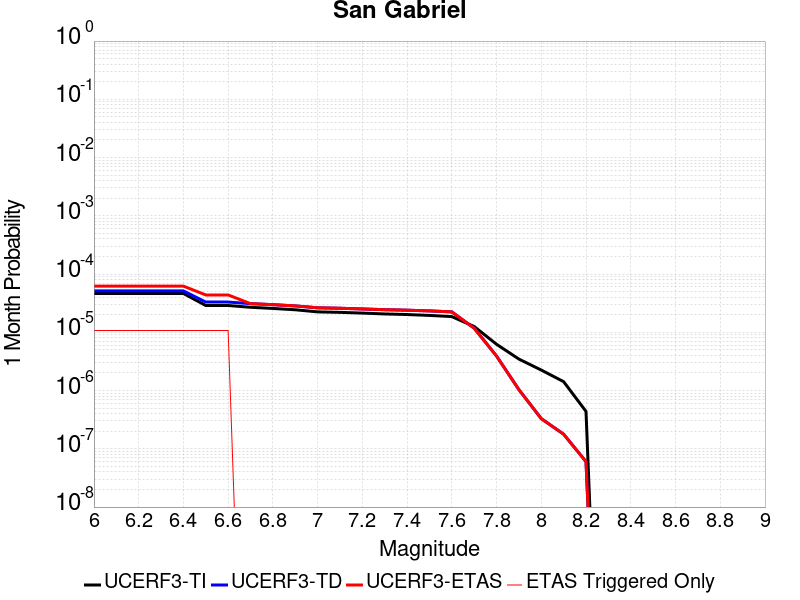 San Gabriel
10^0
10^-1
10^-2
10^-3
10^-4
10^-5
10^-6
10^-7
10^-8
1 Month Probability
6 6.2 6.4 6.6 6.8 7 7.2 7.4 7.6 7.8 8 8.2 8.4 8.6 8.8 9
Magnitude
UCERF3-TI UCERF3-TD UCERF3-ETAS ETAS Triggered Only